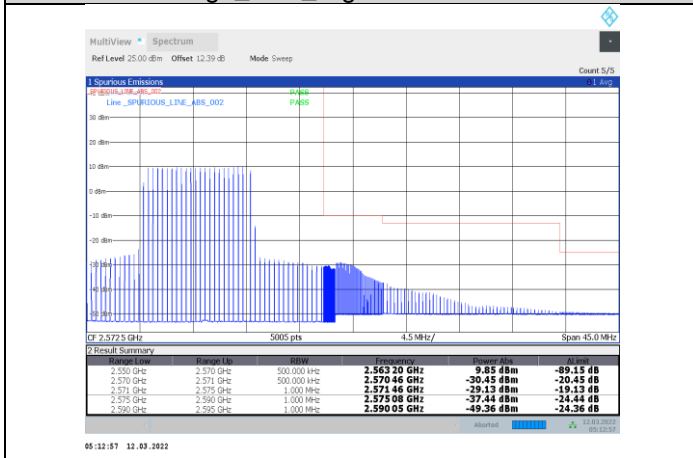 MultiView Spectrum
Ref Level 25.00 dBm Offset 12.39 dB Mode Sweep
Count 5/5
1 Spurious Emissions 1 Avg
SPURIOUS_LINE_ABS_002 PASS
Line _SPURIOUS_LINE_ABS_002 PASS
30 dBm
20 dBm
10 dBm
0 dBm
-10 dBm
-20 dBm
-30 dBm
-40 dBm
-50 dBm
CF 2.5725 GHz 5005 pts 4.5 MHz/ Span 45.0 MHz
2 Result Summary
Range Low Range Up RBW Frequency Power Abs ΔLimit
2.550 GHz 2.570 GHz 500.000 kHz 2.563 20 GHz 9.85 dBm -89.15 dB
2.570 GHz 2.571 GHz 500.000 kHz 2.570 46 GHz -30.45 dBm -20.45 dB
2.571 GHz 2.575 GHz 1.000 MHz 2.571 46 GHz -29.13 dBm -19.13 dB
2.575 GHz 2.590 GHz 1.000 MHz 2.575 08 GHz -37.44 dBm -24.44 dB
2.590 GHz 2.595 GHz 1.000 MHz 2.590 05 GHz -49.36 dBm -24.36 dB
Aborted 12.03.2022
05:12:57
05:12:57 12.03.2022